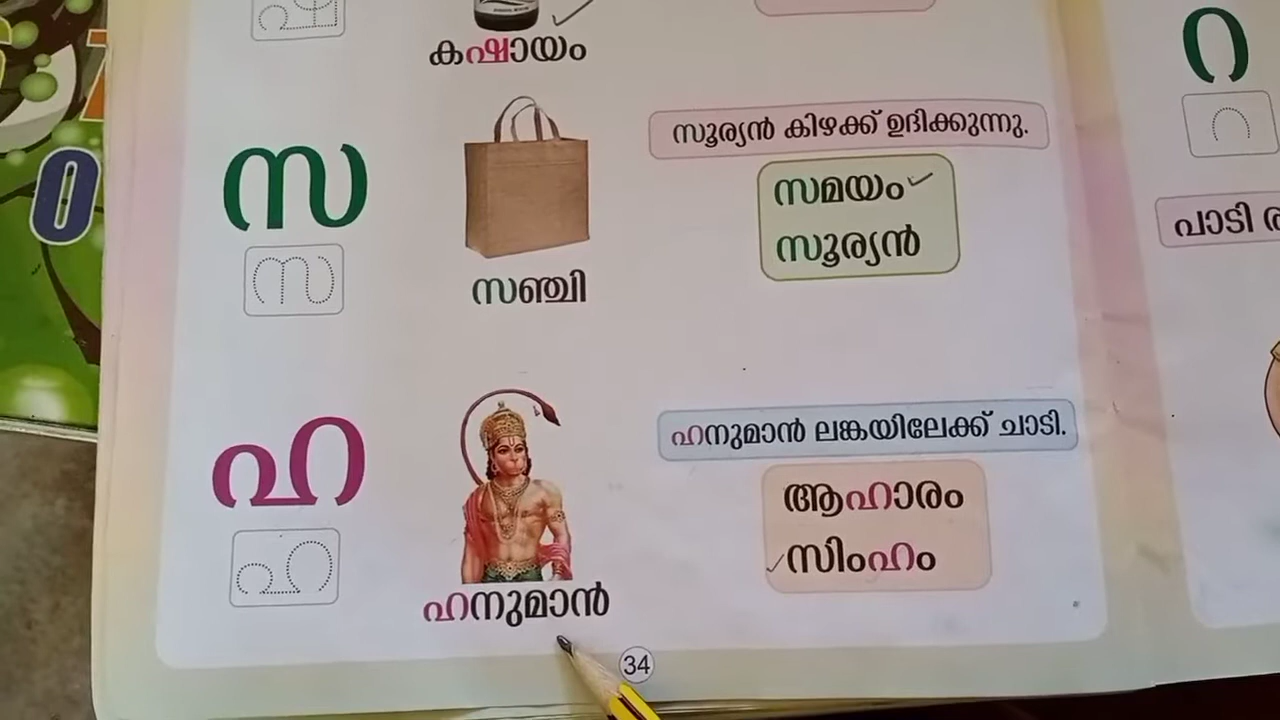 ഷ
കഷായം
സ
സ
സഞ്ചി
സൂര്യൻ കിഴക്ക് ഉദിക്കുന്നു.
സമയം
സൂര്യൻ
ഹ
ഹ
ഹനുമാൻ
ഹനുമാൻ ലങ്കയിലേക്ക് ചാടി.
ആഹാരം
സിംഹം
34
റ
റ
പാടി